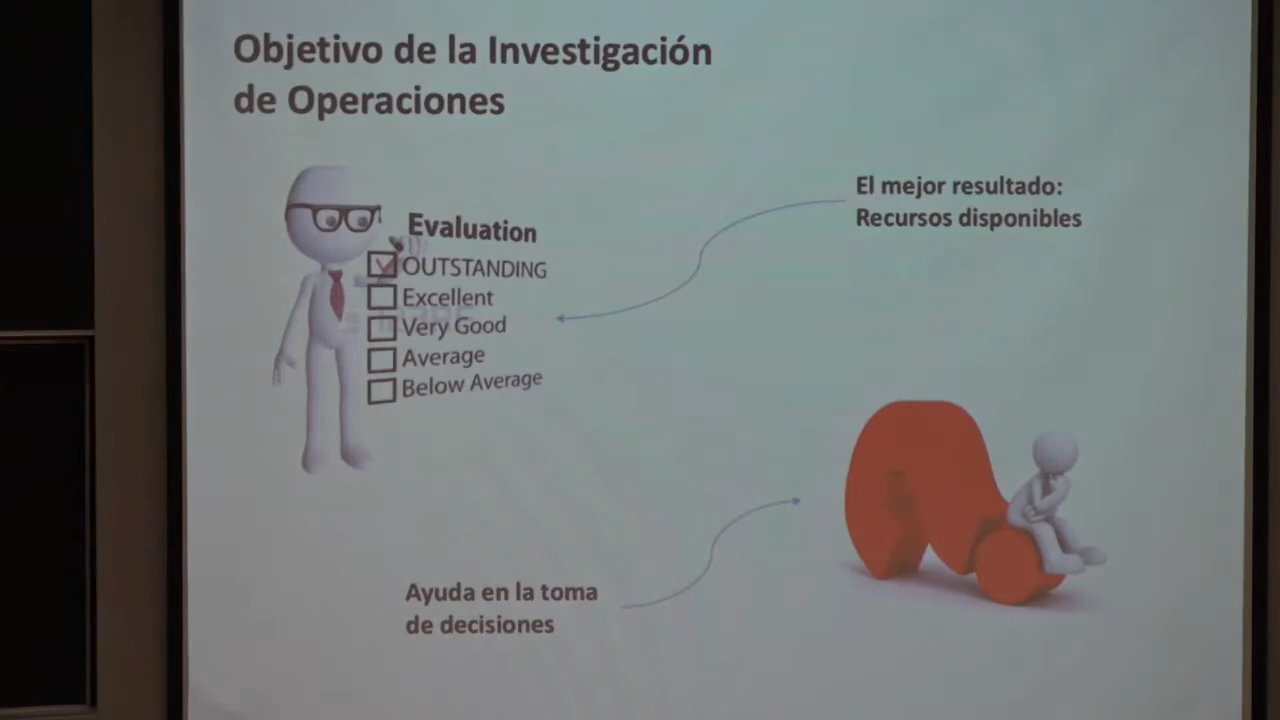 Objetivo de la Investigación
de Operaciones
El mejor resultado:
Recursos disponibles
Evaluation
OUTSTANDING
Excellent
Very Good
Average
Below Average
Ayuda en la toma
de decisiones